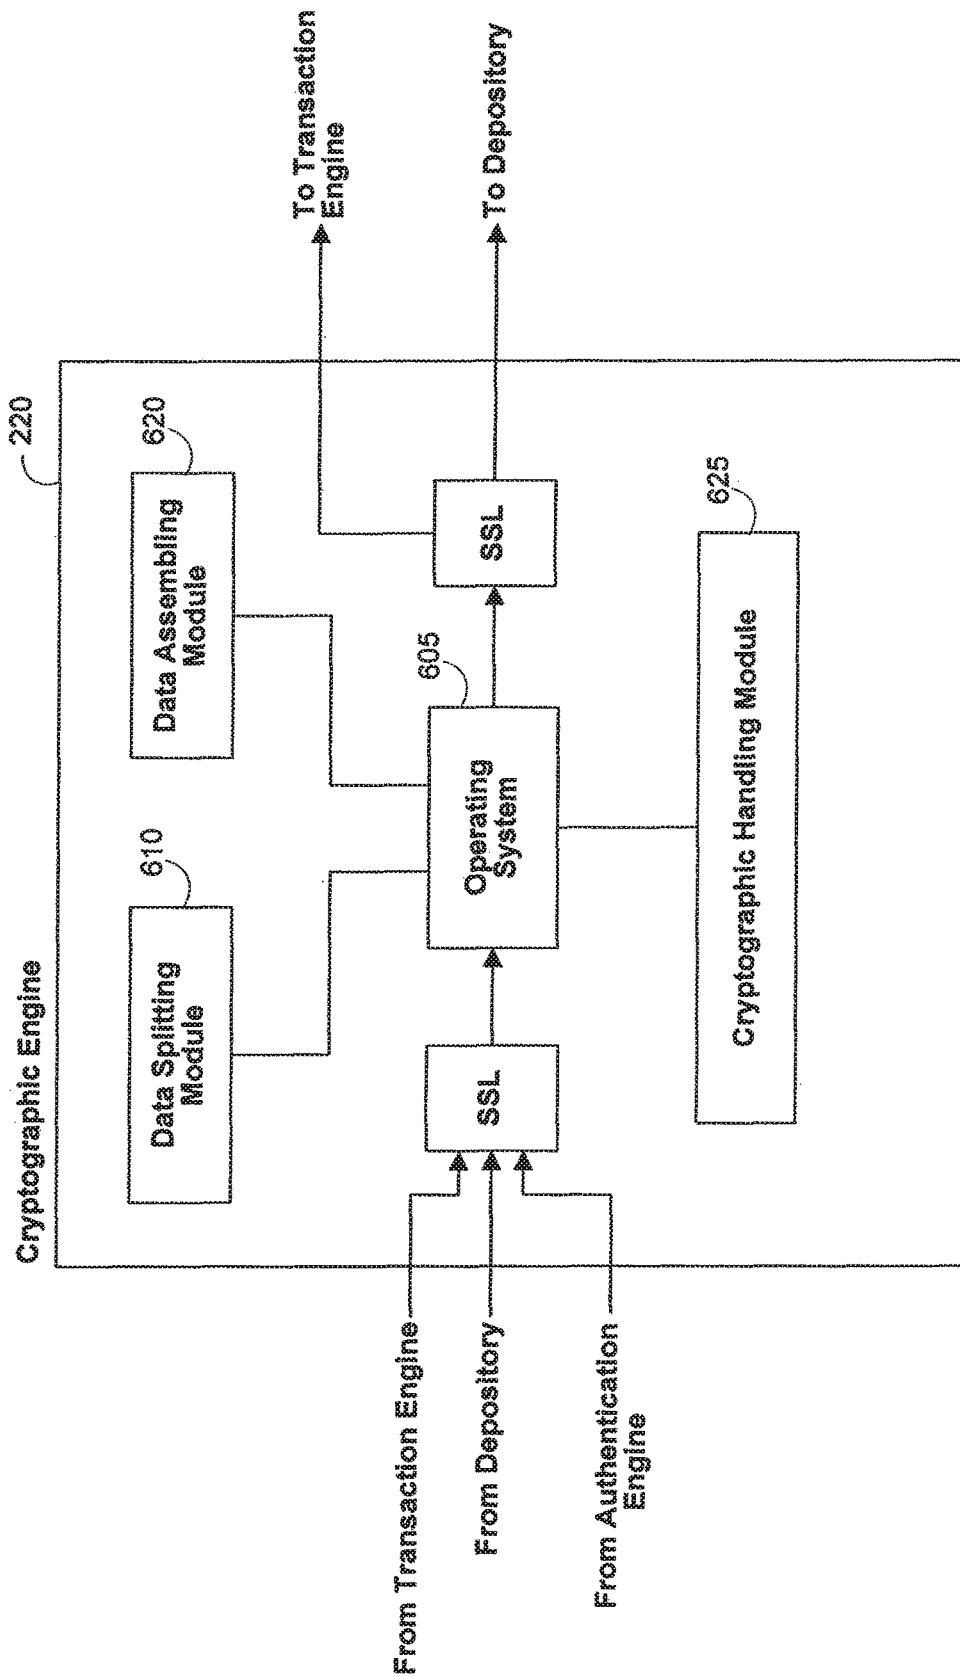 Cryptographic Engine
220
Data Splitting
Module
610
Data Assembling
Module
620
To Transaction
Engine
From Transaction Engine
From Depository
From Authentication
Engine
SSL
Operating
System
605
SSL
To Depository
Cryptographic Handling Module
625